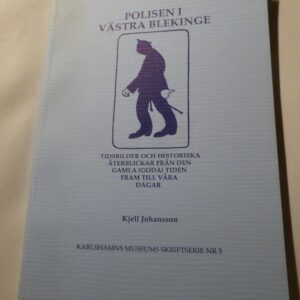 POLISEN I
VÄSTRA BLEKINGE
TIDSBILDER OCH HISTORISKA
ÅTERBLICKAR FRÅN DEN
GAMLA (GODA) TIDEN
FRAM TILL VÅRA
DAGAR
Kjell Johansson
KARLSHAMNS MUSEUMS SKRIFTSERIE NR 5